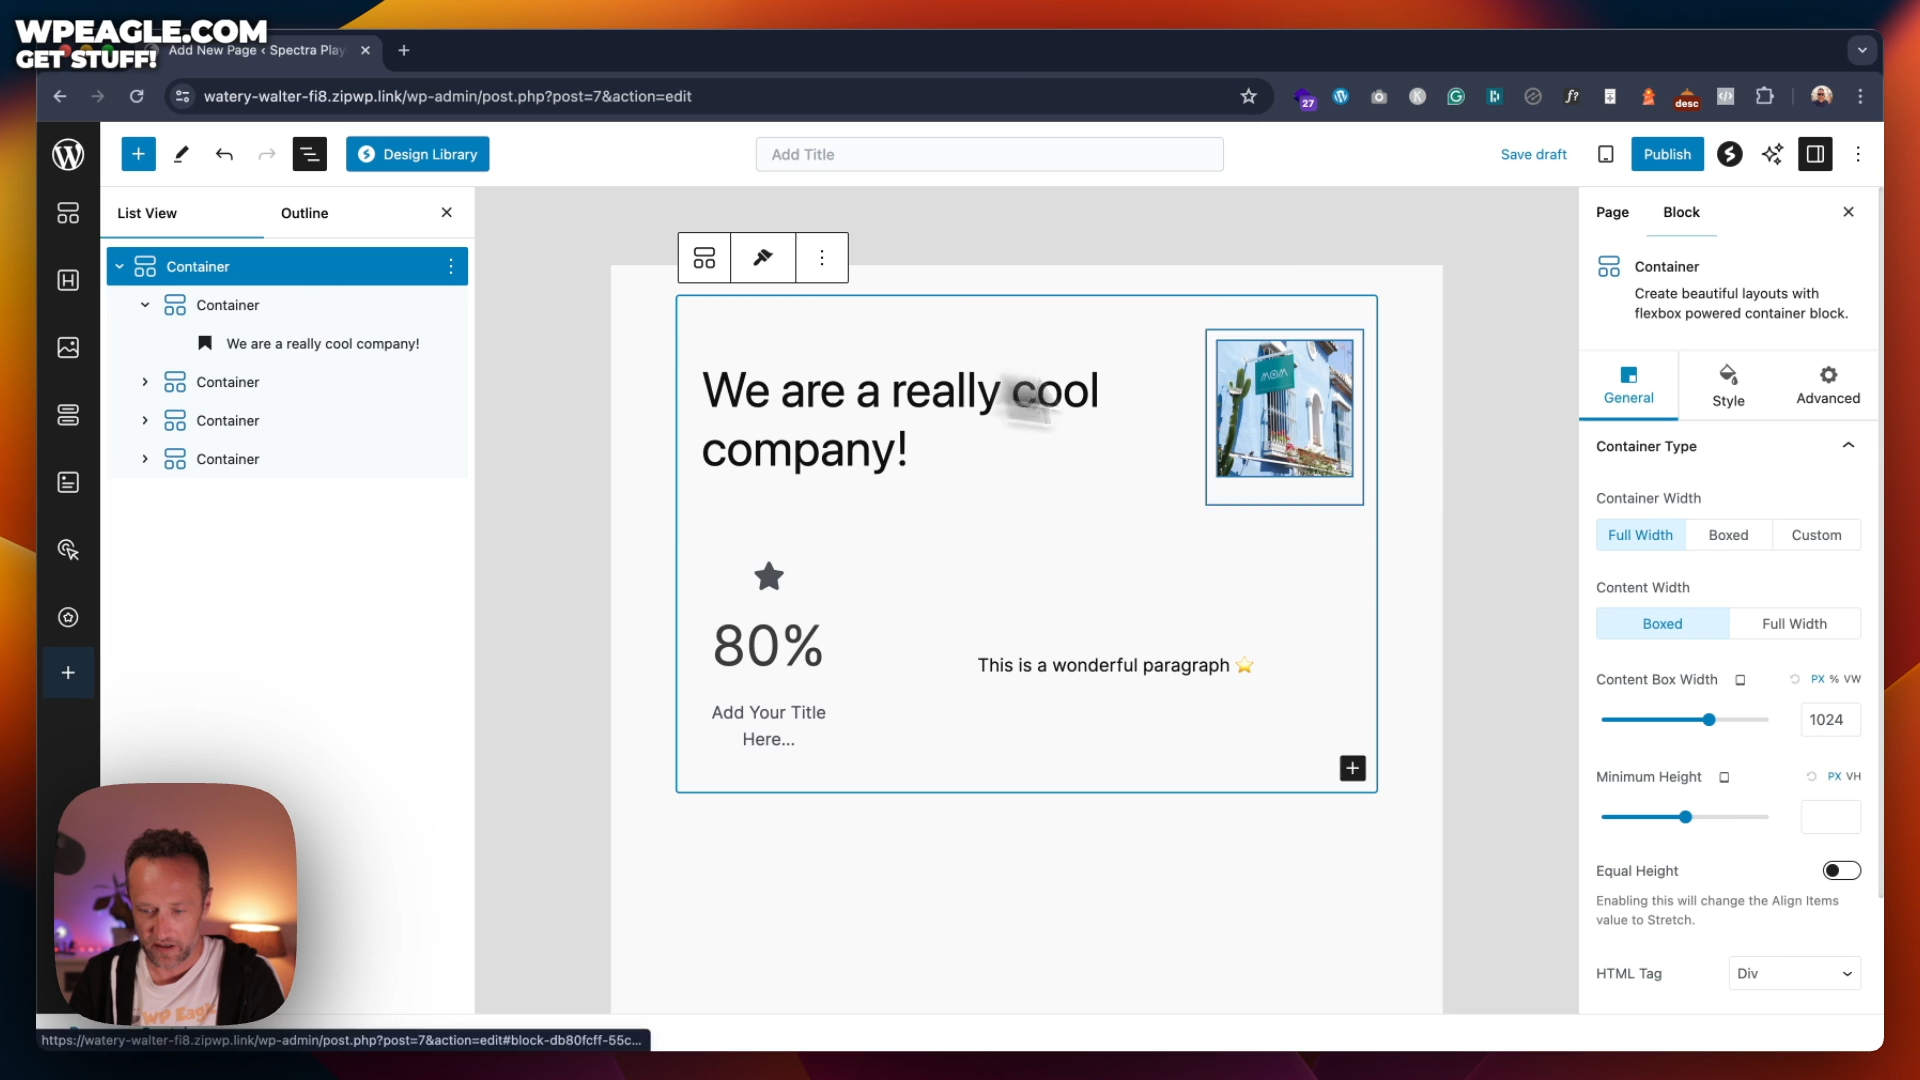 WPEAGLE.COM
GET STUFF!
Add New Page ‹ Spectra Play
watery-walter-fi8.zipwp.link/wp-admin/post.php?post=7&action=edit
27
f?
desc
Design Library
Add Title
Save draft
Publish
List View
Outline
Container
Container
We are a really cool company!
Container
Container
Container
We are a really cool
company!
MOM
80%
Add Your Title
Here...
This is a wonderful paragraph ⭐
Page
Block
Container
Create beautiful layouts with
flexbox powered container block.
General
Style
Advanced
Container Type
Container Width
Full Width
Boxed
Custom
Content Width
Boxed
Full Width
Content Box Width
PX % VW
1024
Minimum Height
PX VH
Equal Height
Enabling this will change the Align Items
value to Stretch.
HTML Tag
Div
WP Eagle
https://watery-walter-fi8.zipwp.link/wp-admin/post.php?post=7&action=edit#block-db80fcff-55c...